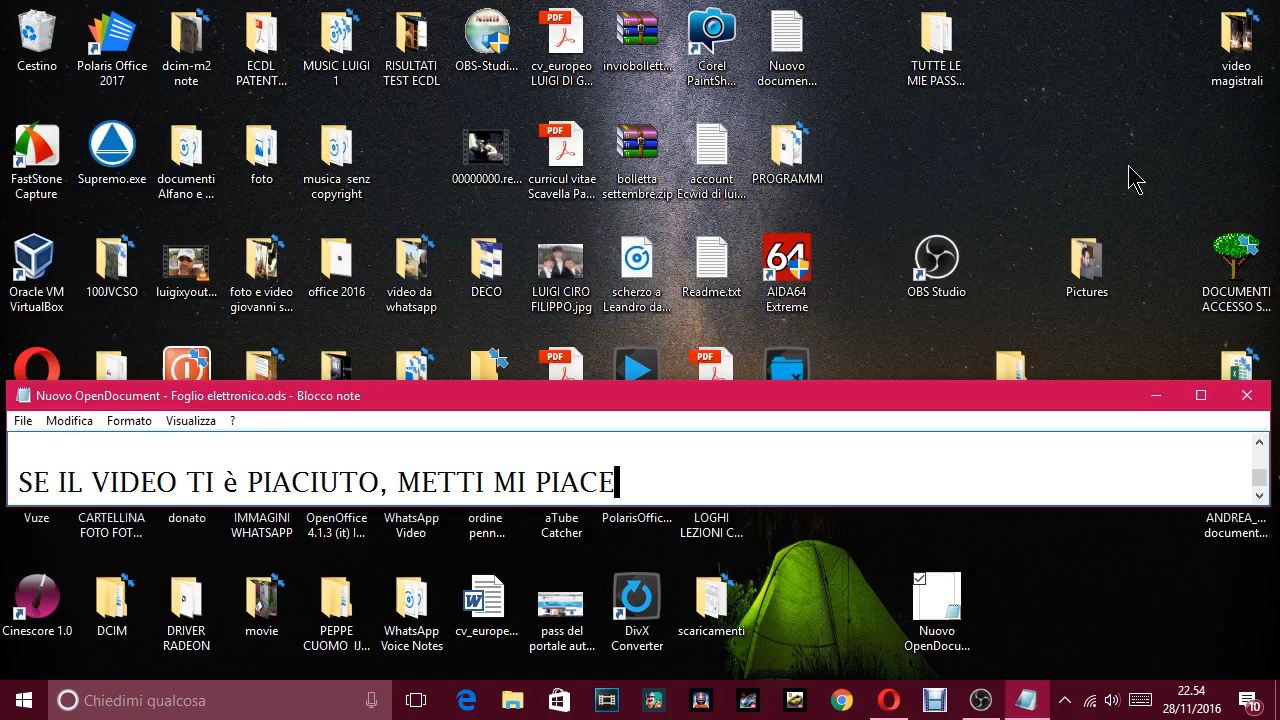 Cestino
Polaris Office
2017
dcim-m2
note
ECDL
PATENT...
MUSIC LUIGI
1
RISULTATI
TEST ECDL
NSIS
OBS-Studi...
PDF
cv_europeo
LUIGI DI G...
inviobollett...
Corel
PaintSh...
Nuovo
documen...
TUTTE LE
MIE PASS...
video
magistrali
FastStone
Capture
Supremo.exe
documenti
Alfano e ...
foto
musica senz
copyright
00000000.re...
PDF
curricul vitae
Scavella Pa...
bolletta
settembre.zip
account
Ecwid di lui...
PROGRAMMI
Oracle VM
VirtualBox
100JVCSO
luigixyout...
foto e video
giovanni s...
office 2016
video da
whatsapp
DECO
LUIGI CIRO
FILIPPO.jpg
scherzo a
Leandro da...
Readme.txt
64
AIDA64
Extreme
OBS Studio
Pictures
DOCUMENTI
ACCESSO S...
PDF
PDF
Nuovo OpenDocument - Foglio elettronico.ods - Blocco note
File Modifica Formato Visualizza ?
SE IL VIDEO TI è PIACIUTO, METTI MI PIACE
Vuze
CARTELLINA
FOTO FOT...
donato
IMMAGINI
WHATSAPP
OpenOffice
4.1.3 (it) I...
WhatsApp
Video
ordine
penn...
aTube
Catcher
PolarisOffic...
LOGHI
LEZIONI C...
ANDREA_...
document...
Cinescore 1.0
DCIM
DRIVER
RADEON
movie
PEPPE
CUOMO IJ...
WhatsApp
Voice Notes
W
cv_europe...
pass del
portale aut...
DivX
Converter
scaricamenti
Nuovo
OpenDocu...
Chiedimi qualcosa
22.54
28/11/2016
10